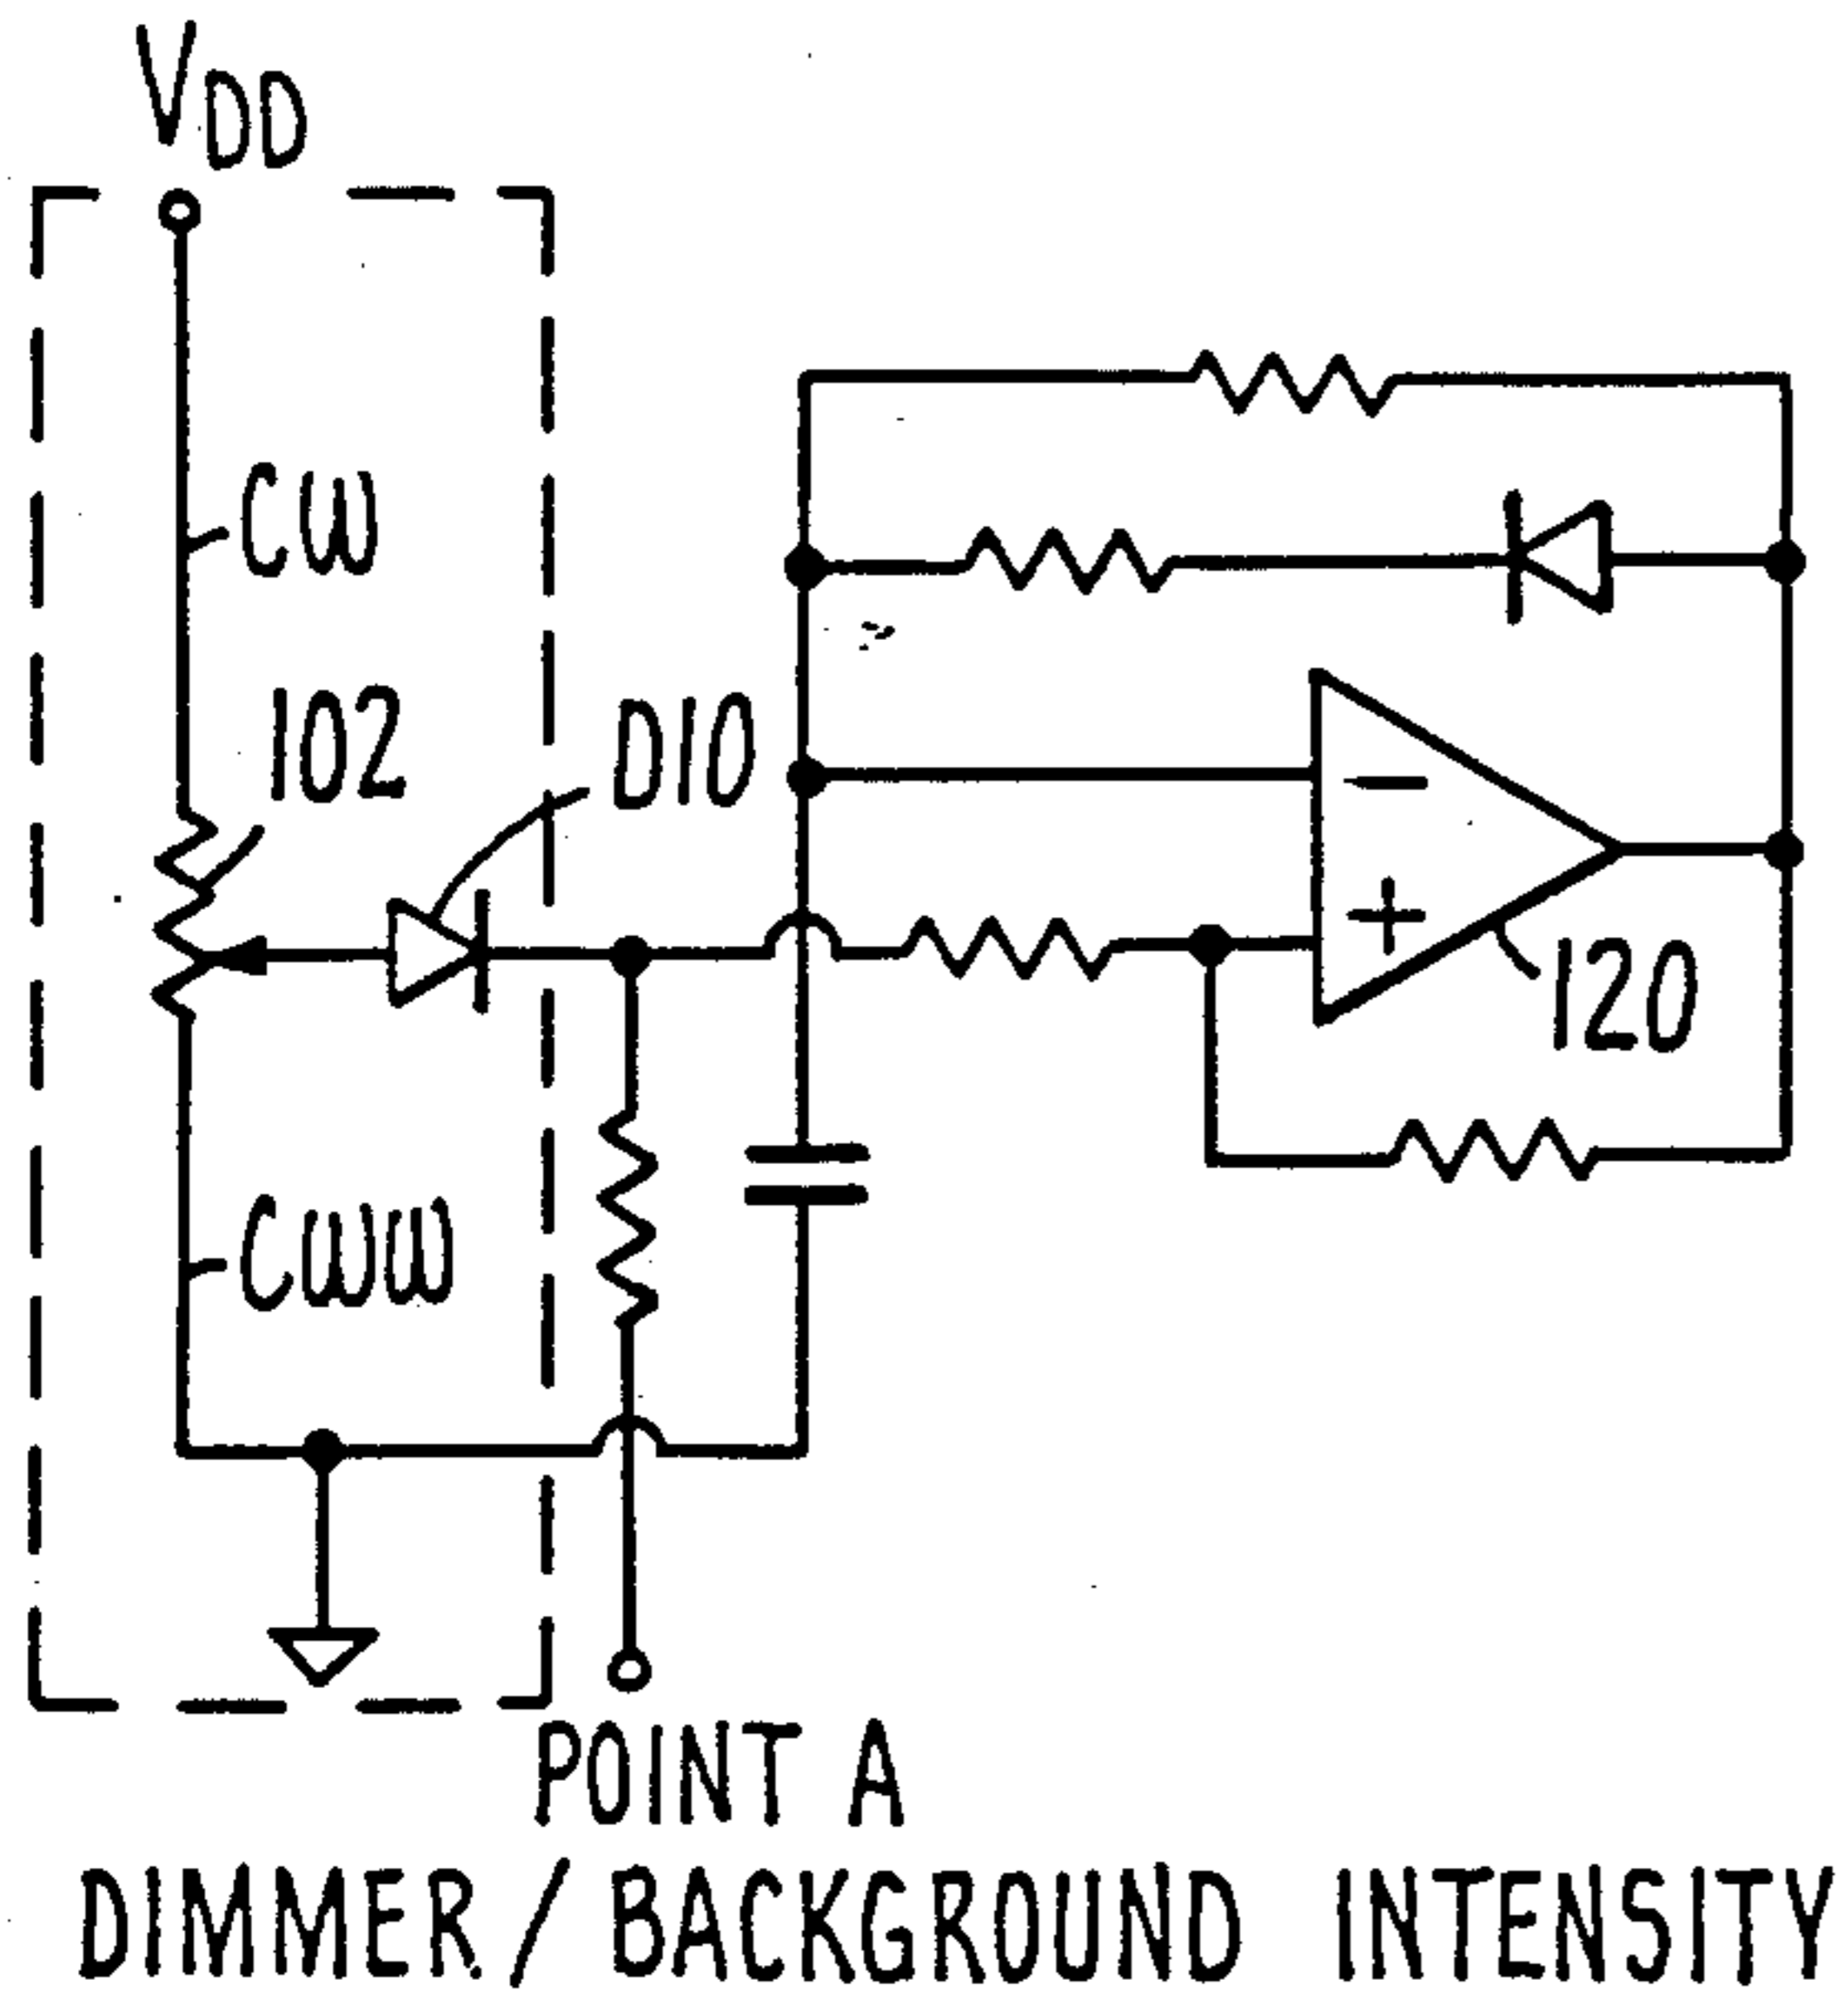 VDD
CW
102
D10
−
+
120
CWW
POINT A
DIMMER/BACKGROUND INTENSITY